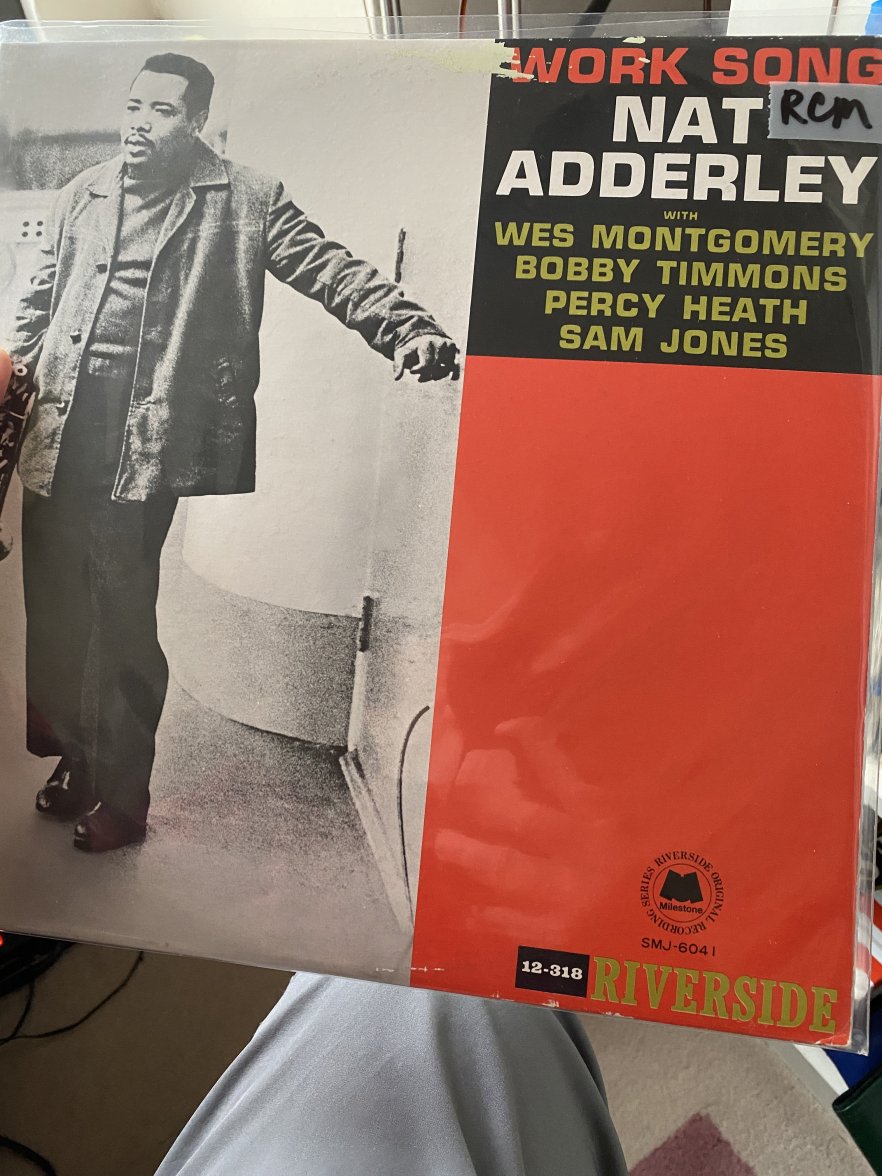 WORK SONG
RCM
NAT
ADDERLEY
WITH
WES MONTGOMERY
BOBBY TIMMONS
PERCY HEATH
SAM JONES
RIVERSIDE ORIGINAL RECORDING SERIES
Milestone
SMJ-6041
12-318 RIVERSIDE